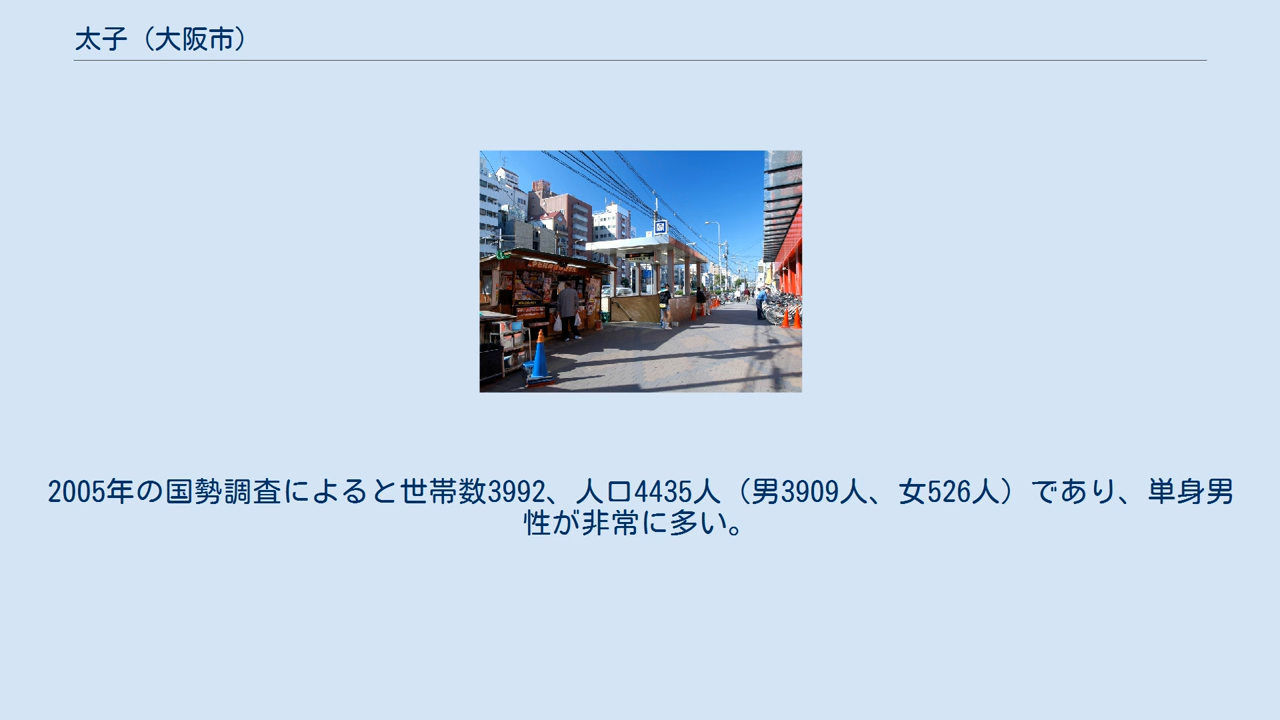 太子（大阪市）
2005年の国勢調査によると世帯数3992、人口4435人（男3909人、女526人）であり、単身男
性が非常に多い。